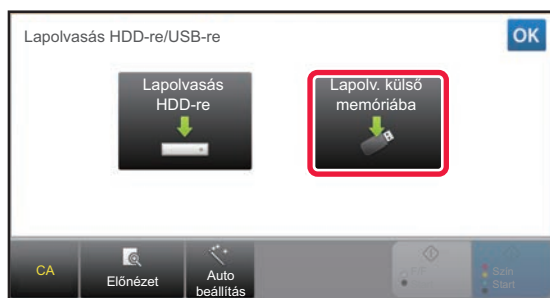 Lapolvasás HDD-re/USB-re
OK
Lapolvasás
HDD-re
Lapolv. külső
memóriába
CA
Előnézet
Auto
beállítás
Szín
Start